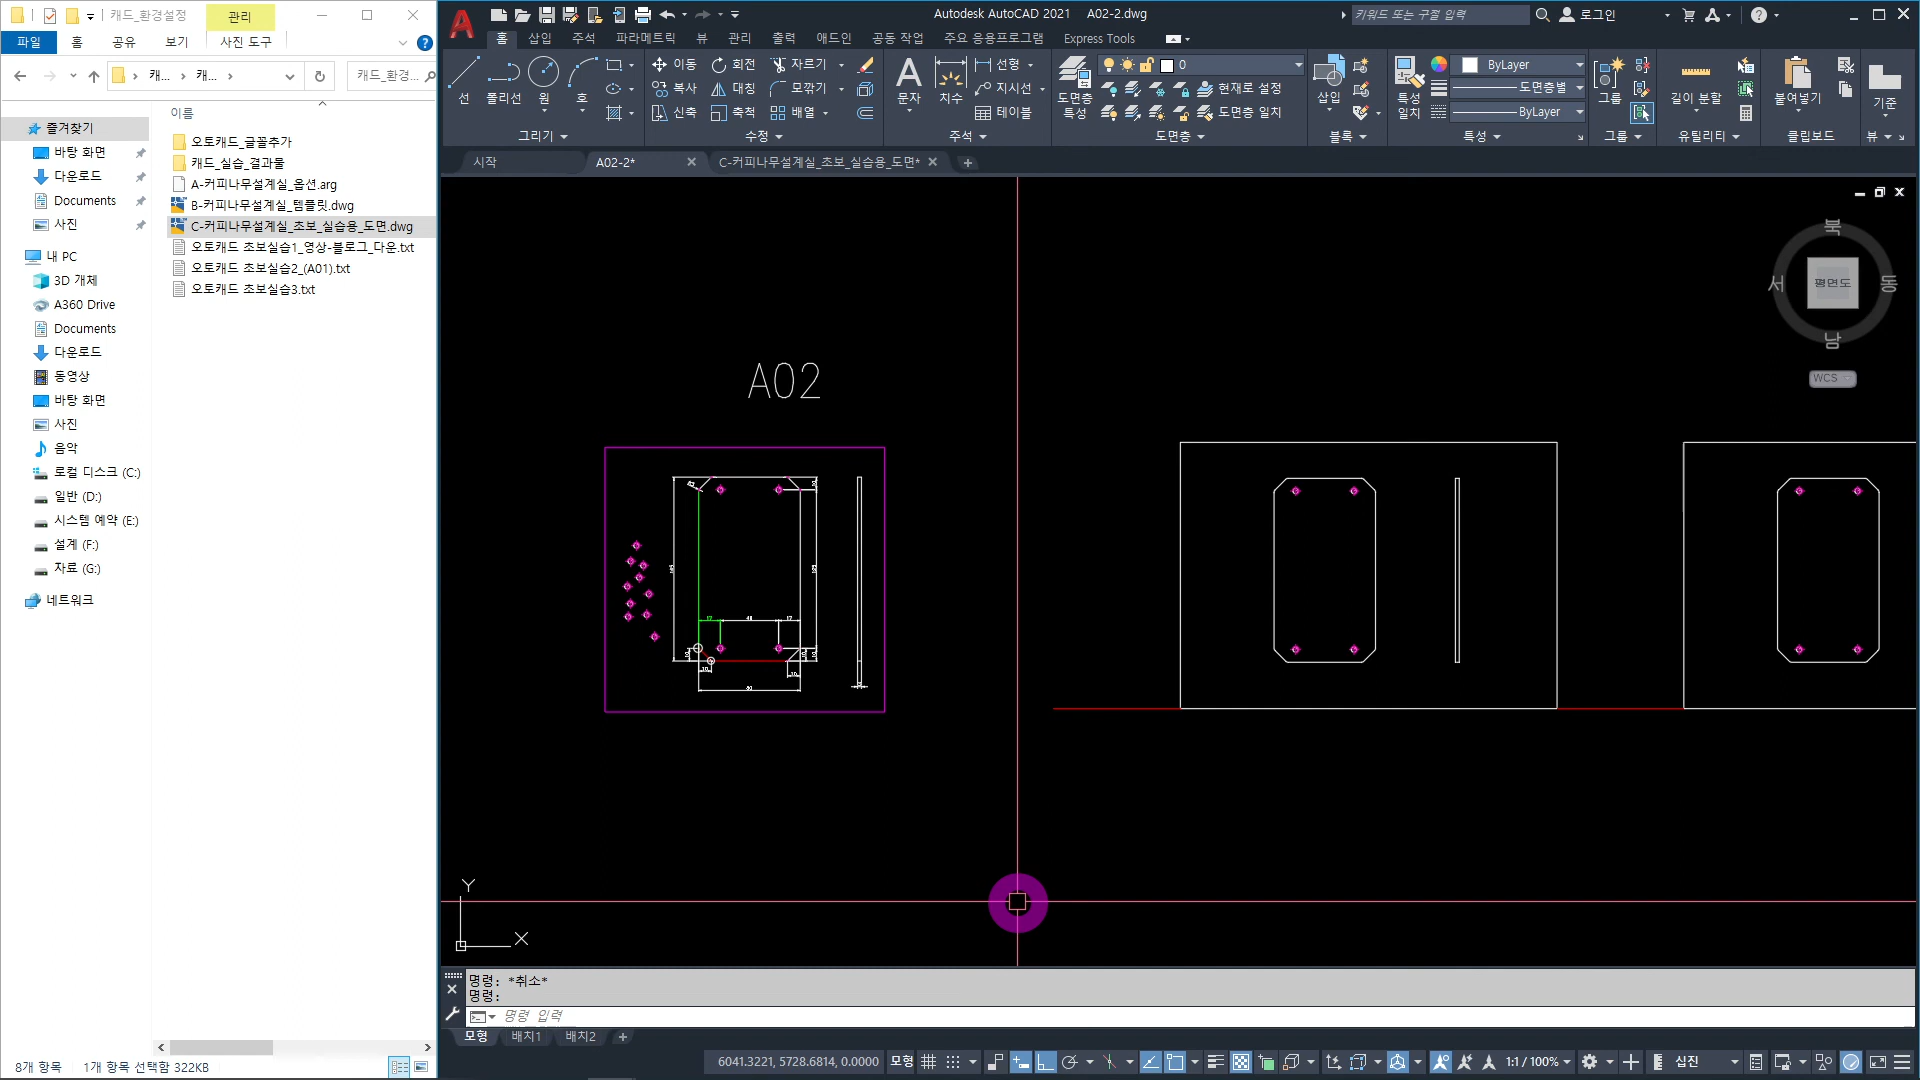 캐드_환경설정
관리
파일
홈
공유
보기
사진 도구
캐...
캐...
캐드_환경...
즐겨찾기
바탕 화면
다운로드
Documents
사진
내 PC
3D 개체
A360 Drive
Documents
다운로드
동영상
바탕 화면
사진
음악
로컬 디스크 (C:)
일반 (D:)
시스템 예약 (E:)
설계 (F:)
자료 (G:)
네트워크
이름
오토캐드_글꼴추가
캐드_실습_결과물
A-커피나무설계실_옵션.arg
B-커피나무설계실_템플릿.dwg
C-커피나무설계실_초보_실습용_도면.dwg
오토캐드 초보실습1_영상-블로그_다운.txt
오토캐드 초보실습2_(A01).txt
오토캐드 초보실습3.txt
8개 항목
1개 항목 선택함 322KB
Autodesk AutoCAD 2021 A02-2.dwg
키워드 또는 구절 입력
로그인
홈 삽입 주석 파라메트릭 뷰 관리 출력 애드인 공동 작업 주요 응용프로그램 Express Tools
선
폴리선
원
호
그리기
이동
회전
자르기
복사
대칭
모깎기
신축
축척
배열
수정
문자
치수
선형
지시선
테이블
주석
도면층
특성
0
현재로 설정
도면층 일치
도면층
삽입
블록
특성
일치
ByLayer
도면층별
ByLayer
특성
그룹
그룹
길이 분할
유틸리티
붙여넣기
클립보드
기준
뷰
시작
A02-2*
C-커피나무설계실_초보_실습용_도면*
북
서
평면도
동
남
WCS
A02
Y
X
명령: *취소*
명령:
명령 입력
모형
배치1
배치2
6041.3221, 5728.6814, 0.0000
모형
1:1 / 100%
십진